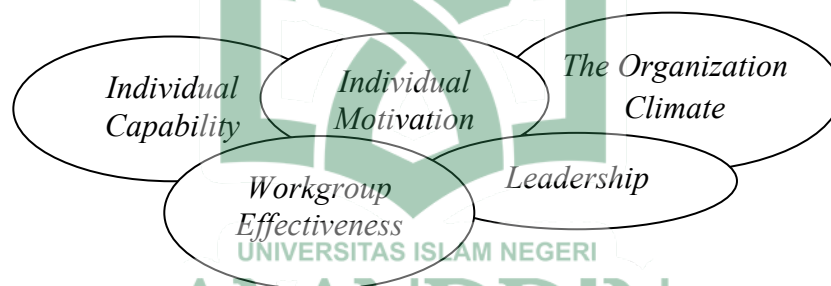 Individual
Capability
Individual
Motivation
The Organization
Climate
Workgroup
Effectiveness
Leadership
UNIVERSITAS ISLAM NEGERI